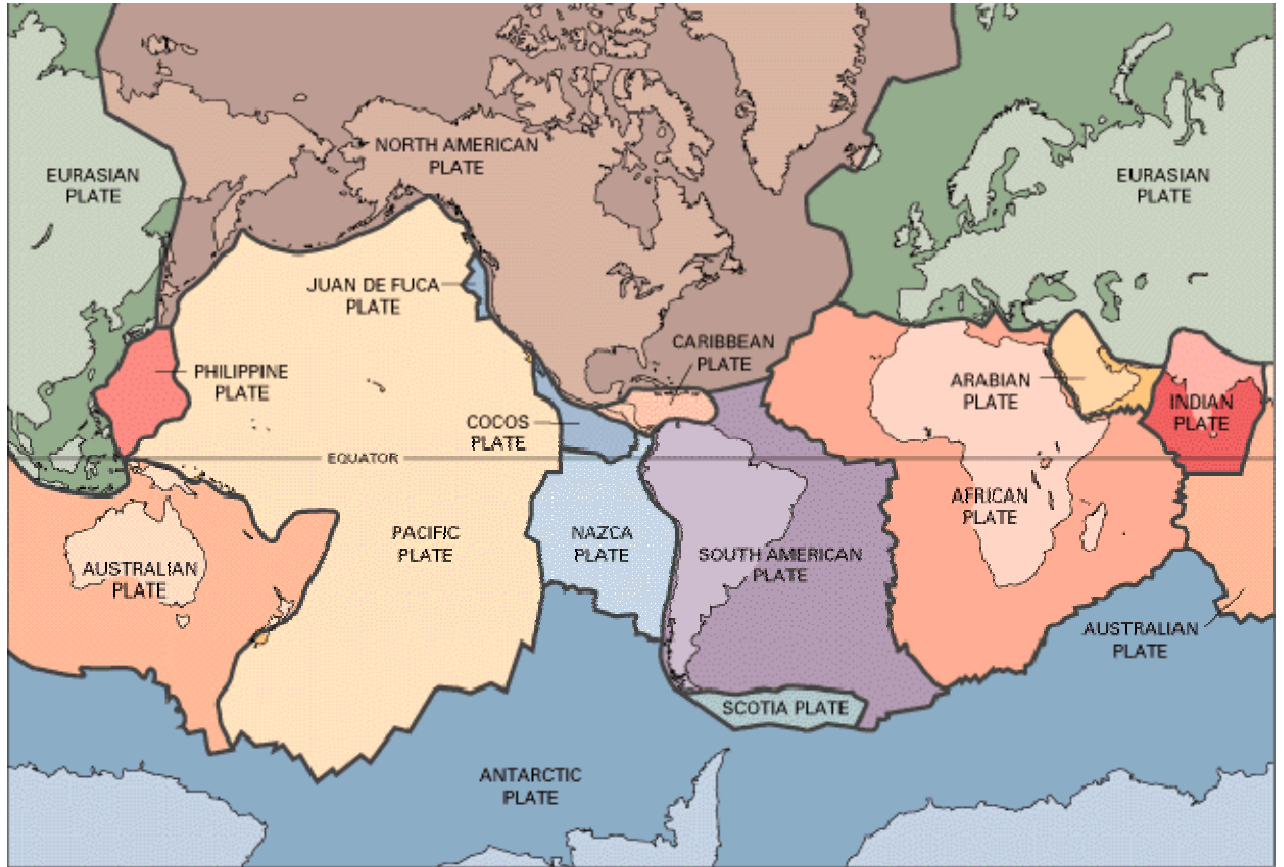 NORTH AMERICAN
PLATE
EURASIAN
PLATE
EURASIAN
PLATE
JUAN DE FUCA
PLATE
CARIBBEAN
PLATE
PHILIPPINE
PLATE
ARABIAN
PLATE
INDIAN
PLATE
COCOS
PLATE
EQUATOR
AFRICAN
PLATE
PACIFIC
PLATE
NAZCA
PLATE
SOUTH AMERICAN
PLATE
AUSTRALIAN
PLATE
AUSTRALIAN
PLATE
SCOTIA PLATE
ANTARCTIC
PLATE